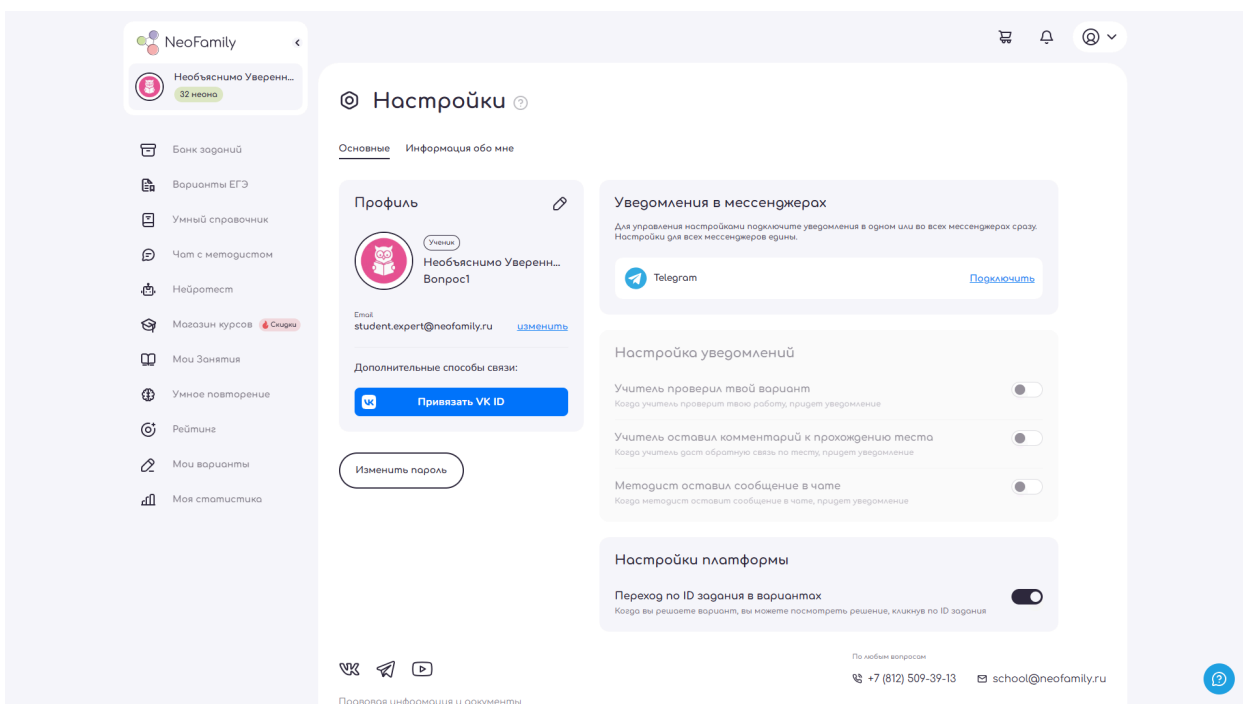 NeoFamily
Необъяснимо Уверенн...
32 неона
Банк заданий
Варианты ЕГЭ
Умный справочник
Чат с методистом
Нейротест
Магазин курсов Скидки
Мои Занятия
Умное повторение
Рейтинг
Мои варианты
Моя статистика
Настройки
Основные Информация обо мне
Профиль
Ученик
Необъяснимо Уверенн...
Вопрос1
Email
student.expert@neofamily.ru изменить
Дополнительные способы связи:
Привязать VK ID
Изменить пароль
Уведомления в мессенджерах
Для управления настройками подключите уведомления в одном или во всех мессенджерах сразу.
Настройки для всех мессенджеров едины.
Telegram Подключить
Настройка уведомлений
Учитель проверил твой вариант
Когда учитель проверит твою работу, придет уведомление
Учитель оставил комментарий к прохождению теста
Когда учитель даст обратную связь по тесту, придет уведомление
Методист оставил сообщение в чате
Когда методист оставит сообщение в чате, придет уведомление
Настройки платформы
Переход по ID задания в вариантах
Когда вы решаете вариант, вы можете посмотреть решение, кликнув по ID задания
По любым вопросам
+7 (812) 509-39-13 school@neofamily.ru
Правовая информация и документы